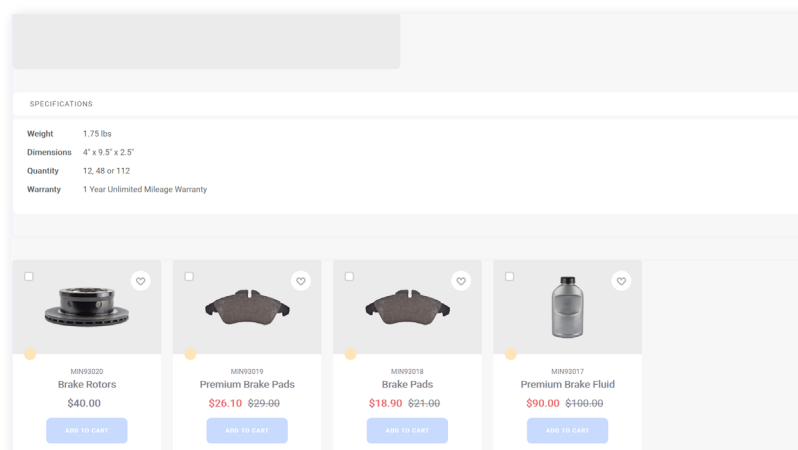 SPECIFICATIONS
Weight 1.75 lbs
Dimensions 4" x 9.5" x 2.5"
Quantity 12, 48 or 112
Warranty 1 Year Unlimited Mileage Warranty
MIN93020 MIN93019 MIN93018 MIN93017
Brake Rotors Premium Brake Pads Brake Pads Premium Brake Fluid
$40.00 $26.10 $29.00 $18.90 $21.00 $90.00 $100.00
ADD TO CART ADD TO CART ADD TO CART ADD TO CART